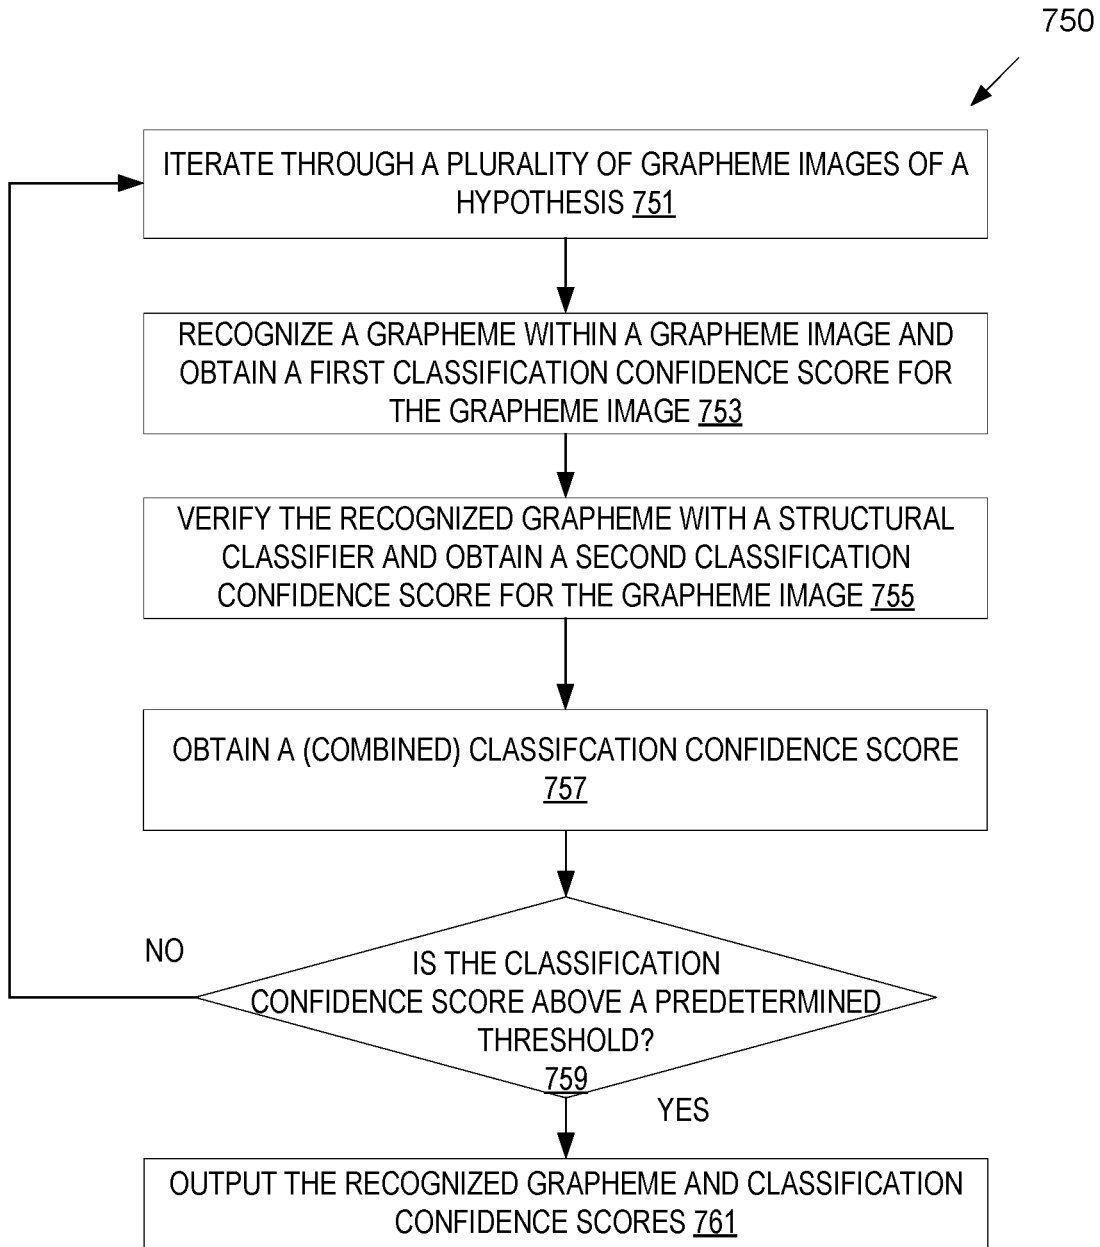 750
ITERATE THROUGH A PLURALITY OF GRAPHEME IMAGES OF A
HYPOTHESIS 751
RECOGNIZE A GRAPHEME WITHIN A GRAPHEME IMAGE AND
OBTAIN A FIRST CLASSIFICATION CONFIDENCE SCORE FOR
THE GRAPHEME IMAGE 753
VERIFY THE RECOGNIZED GRAPHEME WITH A STRUCTURAL
CLASSIFIER AND OBTAIN A SECOND CLASSIFICATION
CONFIDENCE SCORE FOR THE GRAPHEME IMAGE 755
OBTAIN A (COMBINED) CLASSIFCATION CONFIDENCE SCORE
757
NO
IS THE CLASSIFICATION
CONFIDENCE SCORE ABOVE A PREDETERMINED
THRESHOLD?
759
YES
OUTPUT THE RECOGNIZED GRAPHEME AND CLASSIFICATION
CONFIDENCE SCORES 761